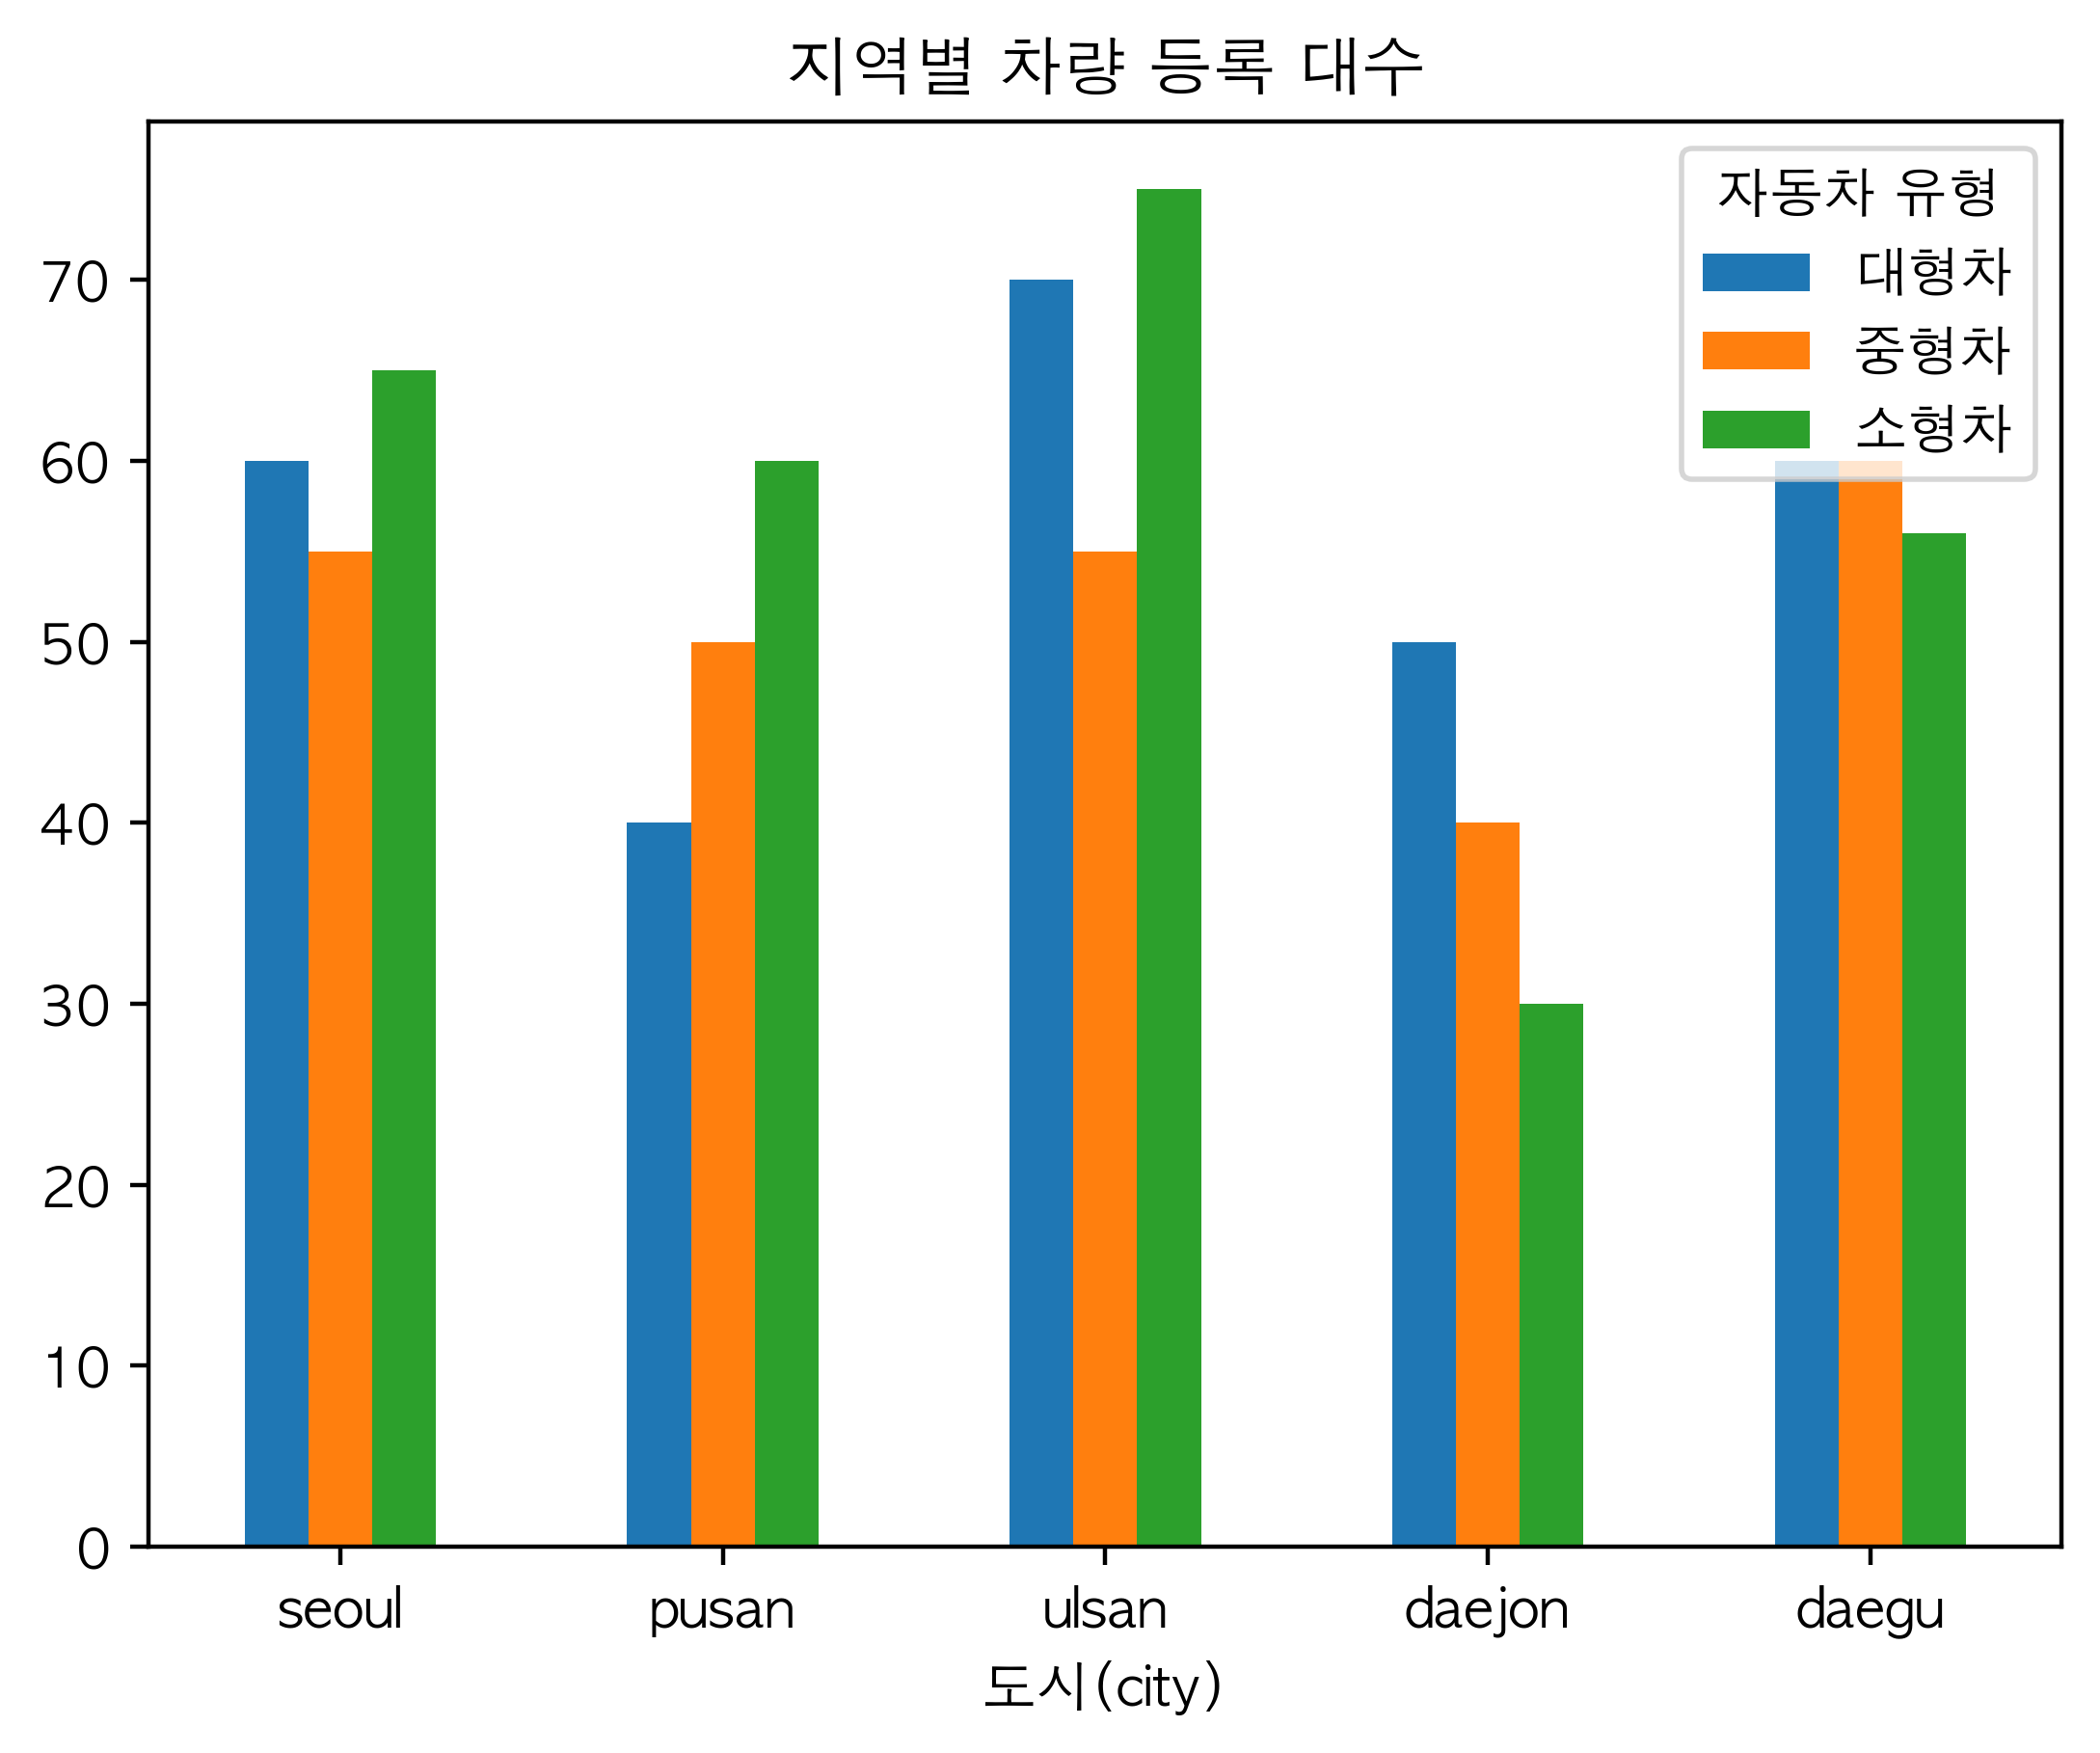 지역별 차량 등록 대수
자동차 유형
대형차
중형차
소형차
70
60
50
40
30
20
10
0
seoul pusan ulsan daejon daegu
도시(city)